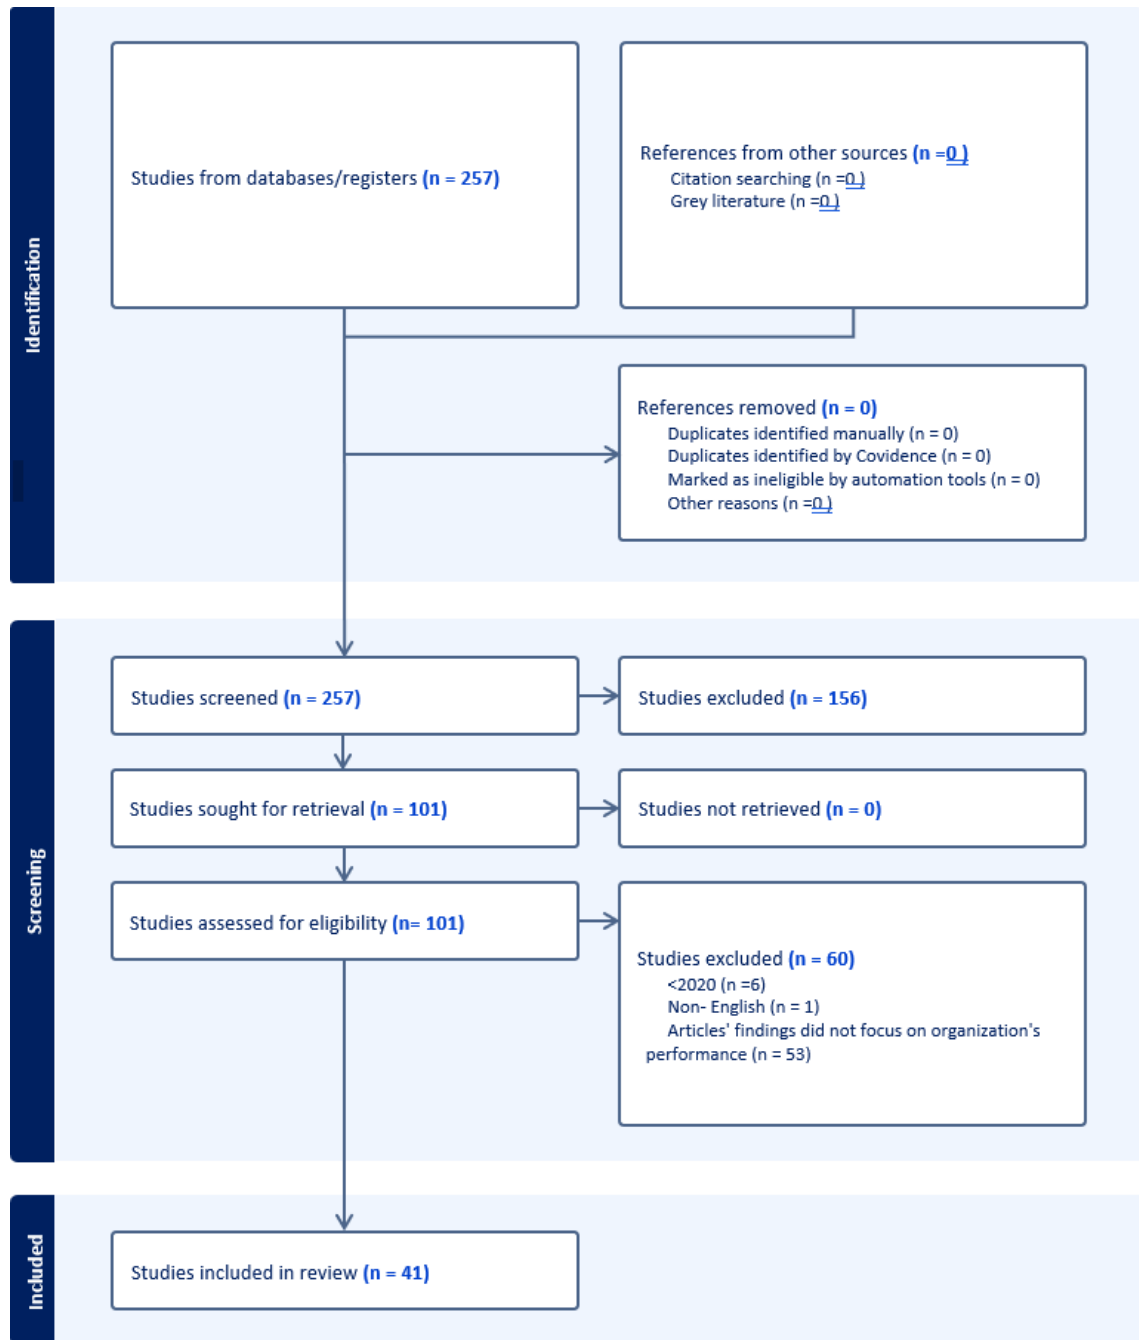 Identification
Studies from databases/registers (n = 257)
References from other sources (n =0 )
Citation searching (n =0 )
Grey literature (n =0 )
References removed (n = 0)
Duplicates identified manually (n = 0)
Duplicates identified by Covidence (n = 0)
Marked as ineligible by automation tools (n = 0)
Other reasons (n =0 )
Screening
Studies screened (n = 257)
Studies excluded (n = 156)
Studies sought for retrieval (n = 101)
Studies not retrieved (n = 0)
Studies assessed for eligibility (n= 101)
Studies excluded (n = 60)
<2020 (n =6)
Non- English (n = 1)
Articles' findings did not focus on organization's
performance (n = 53)
Included
Studies included in review (n = 41)